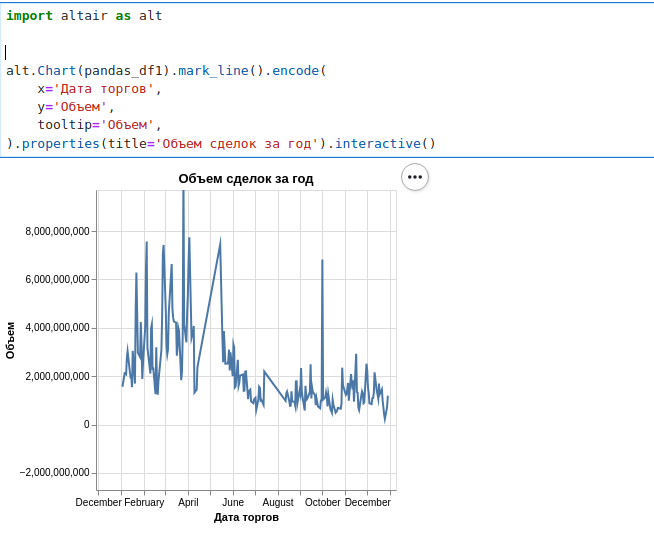 import altair as alt
alt.Chart(pandas_df1).mark_line().encode(
x='Дата торгов',
y='Объем',
tooltip='Объем',
).properties(title='Объем сделок за год').interactive()
Объем сделок за год
8,000,000,000
6,000,000,000
4,000,000,000
2,000,000,000
0
−2,000,000,000
Объем
December February April June August October December
Дата торгов